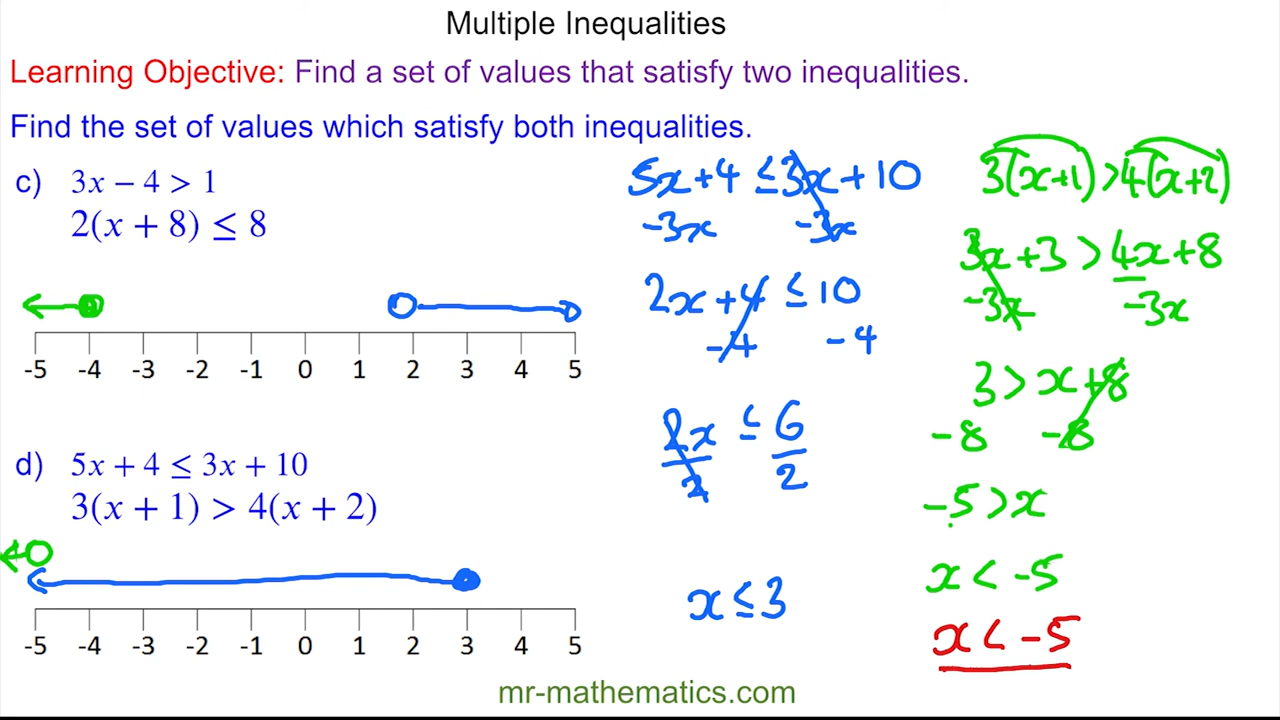 Multiple Inequalities
Learning Objective: Find a set of values that satisfy two inequalities.
Find the set of values which satisfy both inequalities.
c) 3x − 4 > 1
2(x + 8) ≤ 8
-5 -4 -3 -2 -1 0 1 2 3 4 5
d) 5x + 4 ≤ 3x + 10
3(x + 1) > 4(x + 2)
-5 -4 -3 -2 -1 0 1 2 3 4 5
5x+4 ≤ 3x+10
-3x -3x
2x+4 ≤ 10
-4 -4
2x ≤ 6
2 2
x ≤ 3
3(x+1)>4(x+2)
3x+3 > 4x+8
-3x -3x
3 > x+8
-8 -8
-5 > x
x < -5
x < -5
mr-mathematics.com